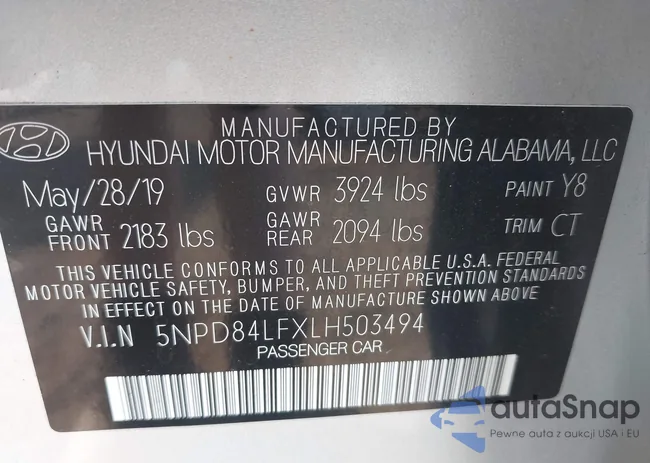 MANUFACTURED BY
HYUNDAI MOTOR MANUFACTURING ALABAMA, LLC
May/28/19 GVWR 3924 lbs PAINT Y8
GAWR FRONT 2183 lbs GAWR REAR 2094 lbs TRIM CT
THIS VEHICLE CONFORMS TO ALL APPLICABLE U.S.A. FEDERAL
MOTOR VEHICLE SAFETY, BUMPER, AND THEFT PREVENTION STANDARDS
IN EFFECT ON THE DATE OF MANUFACTURE SHOWN ABOVE.
V.I.N 5NPD84LFXLH503494
PASSENGER CAR
autaSnap
Pewne auta z aukcji USA i EU